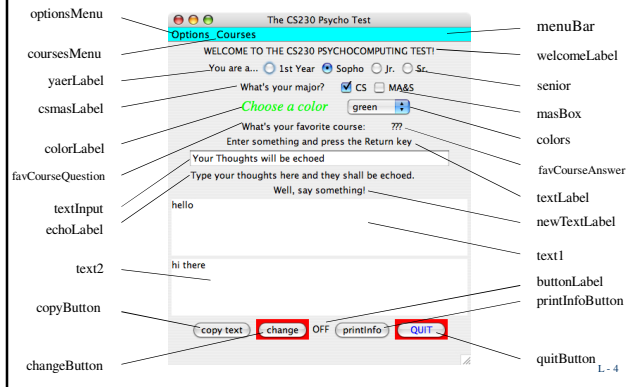 optionsMenu
The CS230 Psycho Test
menuBar
Options_Courses
coursesMenu
WELCOME TO THE CS230 PSYCHOCOMPUTING TEST!
welcomeLabel
yaerLabel
You are a... 1st Year Sopho Jr. Sr.
senior
What's your major? CS MA&S
csmasLabel
masBox
Choose a color green
colors
colorLabel
What's your favorite course: ???
favCourseAnswer
favCourseQuestion
Enter something and press the Return key
textLabel
Your Thoughts will be echoed
textInput
Type your thoughts here and they shall be echoed.
echoLabel
Well, say something!
newTextLabel
hello
text1
text2
hi there
buttonLabel
copyButton
printInfoButton
copy text change OFF printInfo QUIT
changeButton
quitButton
L - 4